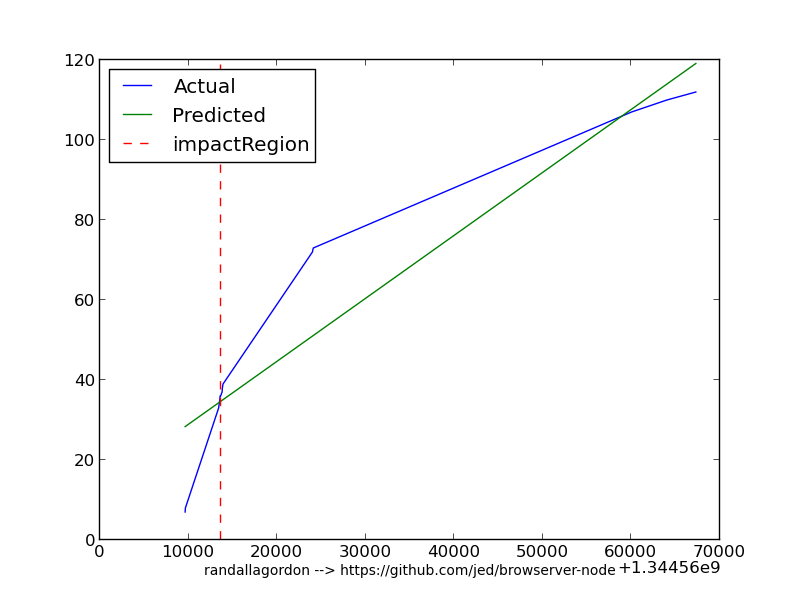 120
100
80
60
40
20
0
Actual
Predicted
impactRegion
0 10000 20000 30000 40000 50000 60000 70000
+1.34456e9
randallagordon --> https://github.com/jed/browserver-node